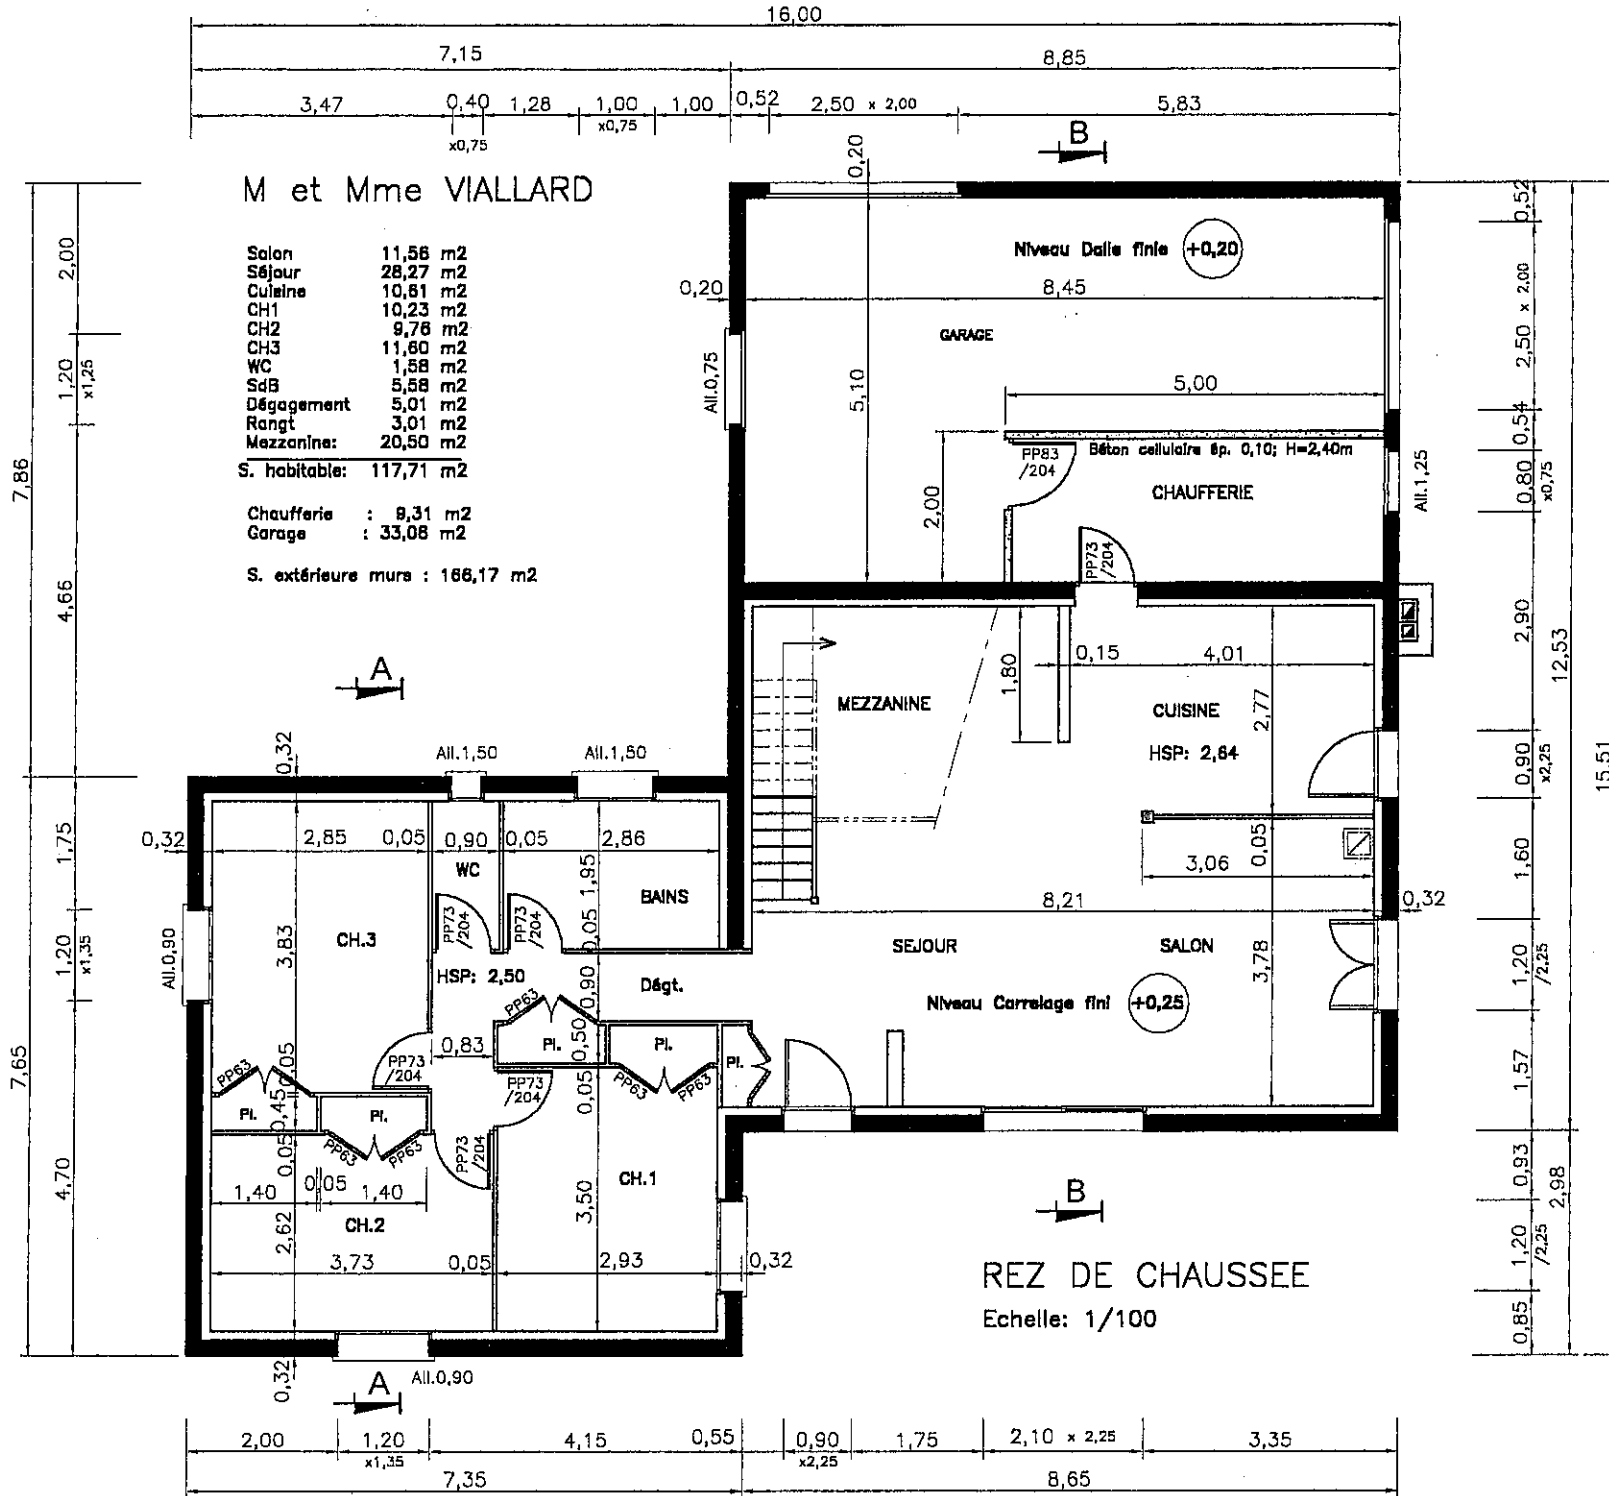 16,00
7,15 8,85
3,47 0,40 1,28 1,00 1,00 0,52 2,50 x 2,00 5,83
x0,75 x0,75
B
M et Mme VIALLARD
Salon 11,56 m2
Séjour 28,27 m2
Cuisine 10,61 m2
CH1 10,23 m2
CH2 9,76 m2
CH3 11,60 m2
WC 1,58 m2
SdB 5,58 m2
Dégagement 5,01 m2
Rangt 3,01 m2
Mezzanine: 20,50 m2
S. habitable: 117,71 m2
Chaufferie : 9,31 m2
Garage : 33,08 m2
S. extérieure murs : 166,17 m2
7,86
7,65
2,00
1,20
x1,25
4,66
1,75
1,20
x1,35
4,70
0,20
Niveau Dalle finie +0,20
0,20 8,45
GARAGE
All.0,75
5,10
5,00
Béton cellulaire ép. 0,10; H=2,40m
PP83
/204
2,00
CHAUFFERIE
PP73
/204
All.1,25
0,52
2,50 x 2,00
0,54
0,80
x0,75
2,90
0,90
x2,25
1,60
1,20
/2,25
1,57
0,93
1,20
/2,25
0,85
12,53
2,98
15,51
A
MEZZANINE
1,80
0,15 4,01
CUISINE
HSP: 2,64
2,77
0,05
3,06
8,21 0,32
SEJOUR SALON
3,78
Niveau Carrelage fini +0,25
0,32
All.1,50 All.1,50
0,32 2,85 0,05 0,90 0,05 2,86
WC
1,95
BAINS
PP73
/204
PP73
/204
0,05
CH.3
3,83
All.0,90
HSP: 2,50
0,90
Dégt.
PP63
Pl.
0,50
Pl.
Pl.
0,83
PP73
/204
PP73
/204
0,05
PP63 PP63
PP63
0,05
Pl.
0,45
Pl.
0,05
PP63 PP63
PP73
/204
CH.1
1,40 0,05 1,40
CH.2
2,62
3,50
3,73 0,05 2,93 0,32
B
REZ DE CHAUSSEE
Echelle: 1/100
0,32
A
All.0,90
2,00 1,20 4,15 0,55 0,90 1,75 2,10 x 2,25 3,35
x1,35 x2,25
7,35 8,65